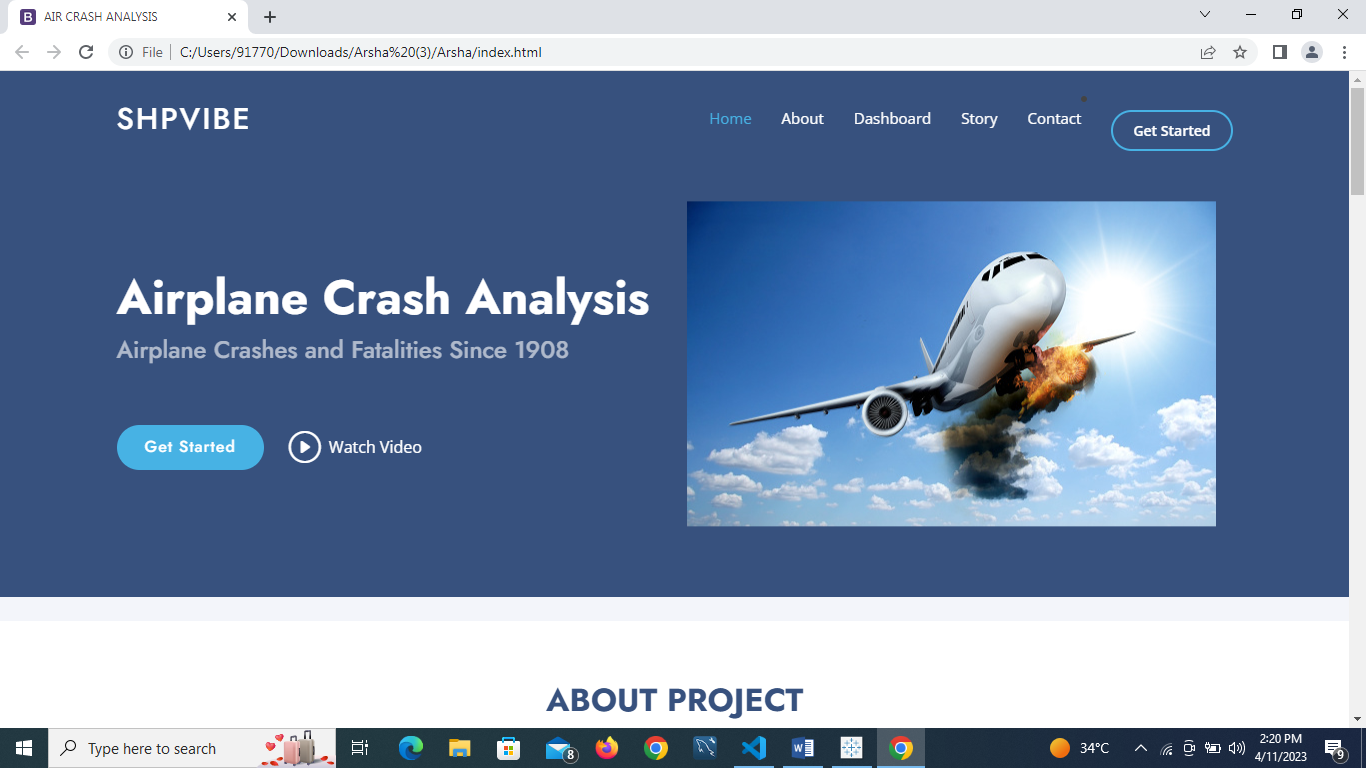 AIR CRASH ANALYSIS
File
C:/Users/91770/Downloads/Arsha%20(3)/Arsha/index.html
SHPVIBE
Home About Dashboard Story Contact Get Started
Airplane Crash Analysis
Airplane Crashes and Fatalities Since 1908
Get Started Watch Video
ABOUT PROJECT
Type here to search
8
34°C
2:20 PM
4/11/2023
9